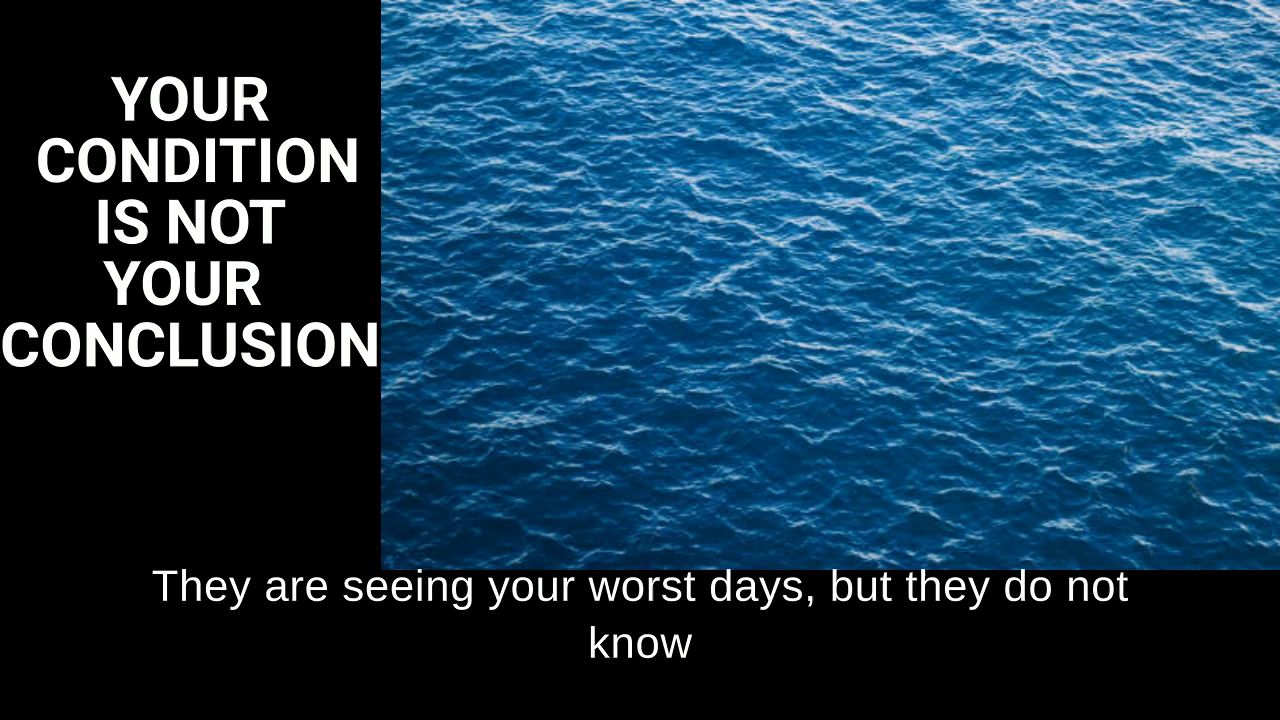 YOUR
CONDITION
IS NOT
YOUR
CONCLUSION
They are seeing your worst days, but they do not
know